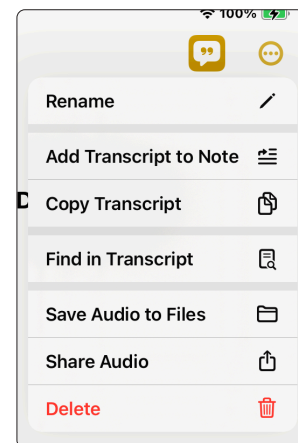 100%
Rename
Add Transcript to Note
D
Copy Transcript
Find in Transcript
Save Audio to Files
Share Audio
Delete